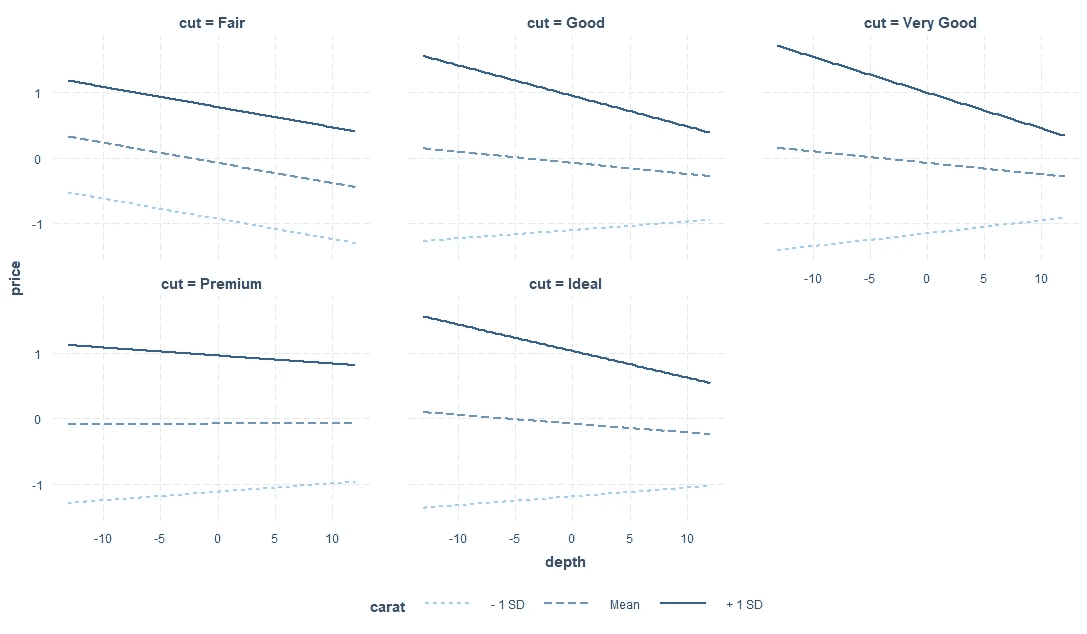 cut = Fair
cut = Good
cut = Very Good
1
0
-1
-10 -5 0 5 10
price
cut = Premium
cut = Ideal
1
0
-1
-10 -5 0 5 10
-10 -5 0 5 10
depth
carat - 1 SD Mean + 1 SD